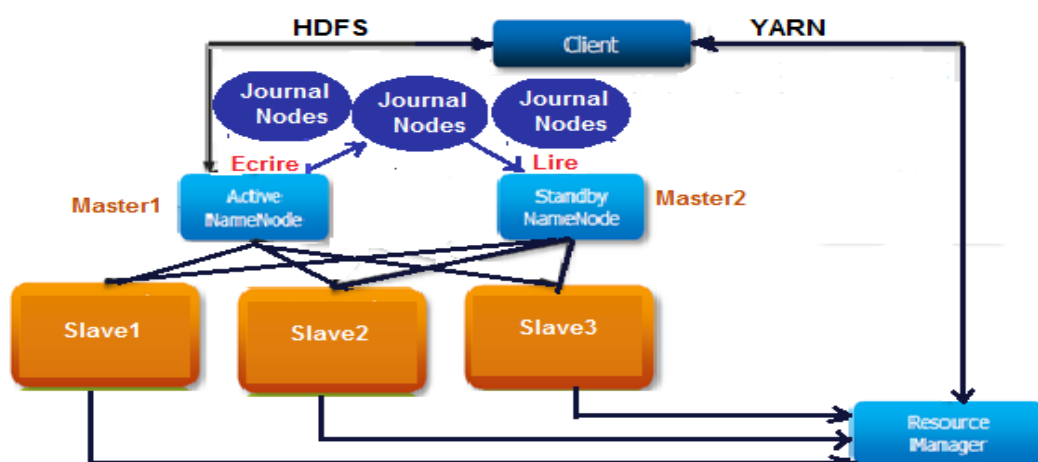 HDFS
YARN
Client
Journal
Nodes
Journal
Nodes
Journal
Nodes
Ecrire
Lire
Master1
Active
NameNode
Standby
NameNode
Master2
Slave1
Slave2
Slave3
Resource
Manager